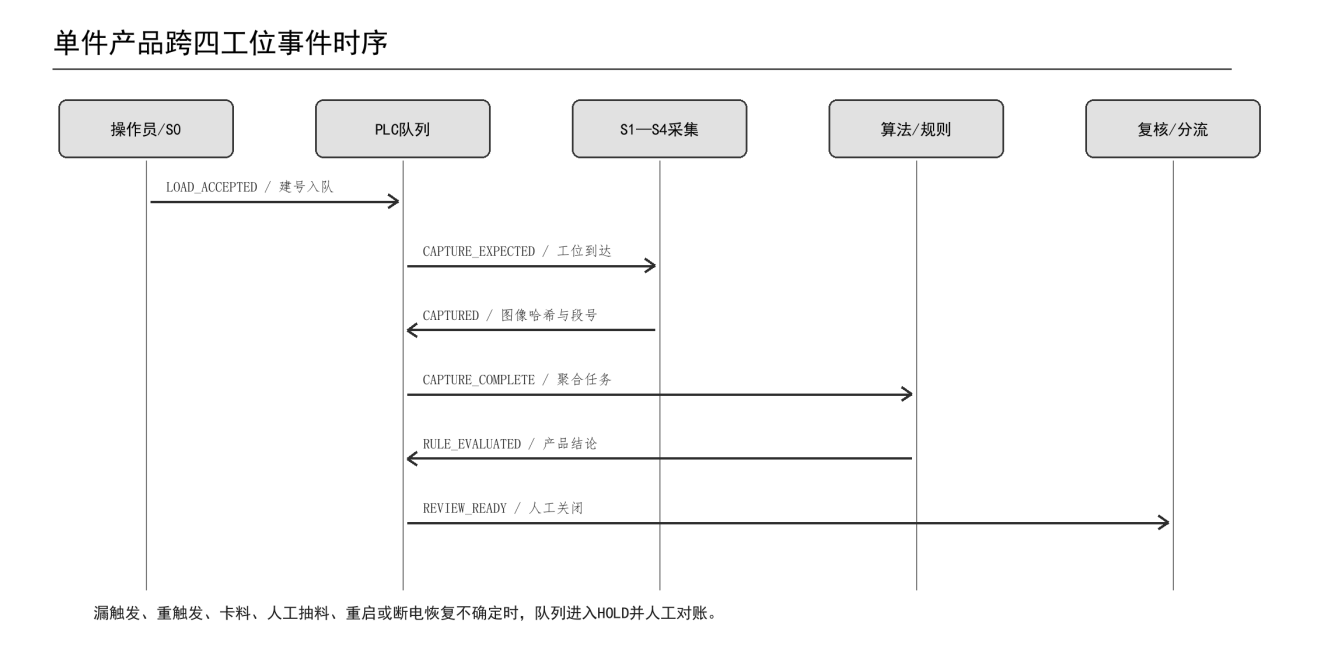 单件产品跨四工位事件时序
操作员/S0
PLC队列
S1—S4采集
算法/规则
复核/分流
LOAD_ACCEPTED / 建号入队
CAPTURE_EXPECTED / 工位到达
CAPTURED / 图像哈希与段号
CAPTURE_COMPLETE / 聚合任务
RULE_EVALUATED / 产品结论
REVIEW_READY / 人工关闭
漏触发、重触发、卡料、人工抽料、重启或断电恢复不确定时，队列进入HOLD并人工对账。